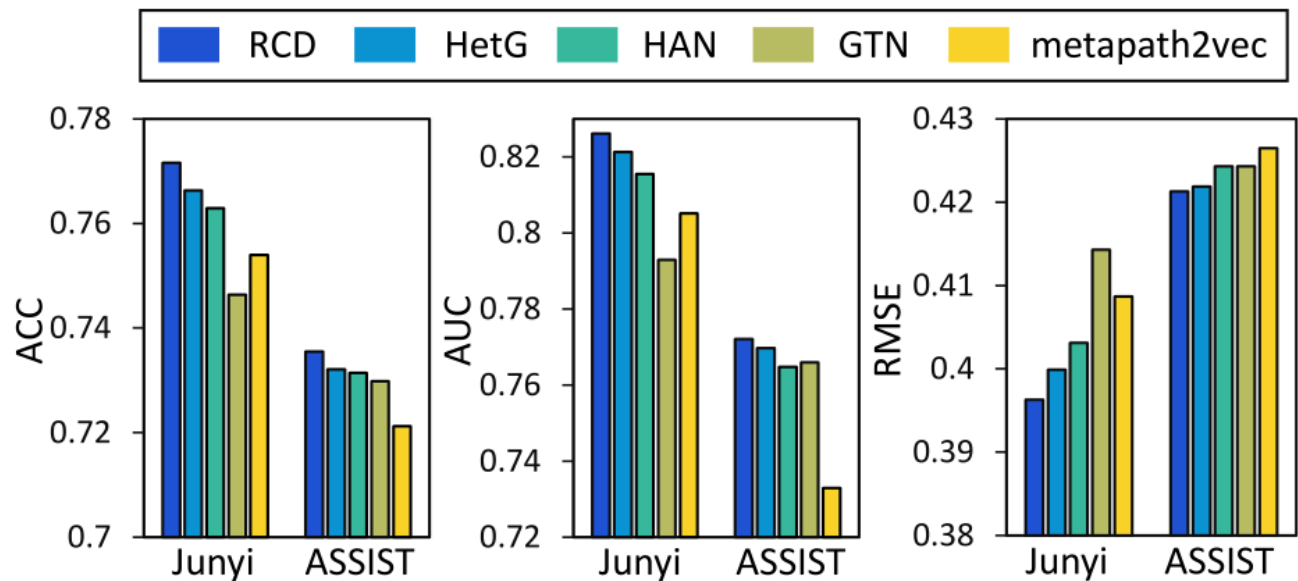 RCD HetG HAN GTN metapath2vec
ACC
0.78
0.76
0.74
0.72
0.7
Junyi ASSIST
AUC
0.82
0.8
0.78
0.76
0.74
0.72
Junyi ASSIST
RMSE
0.43
0.42
0.41
0.4
0.39
0.38
Junyi ASSIST